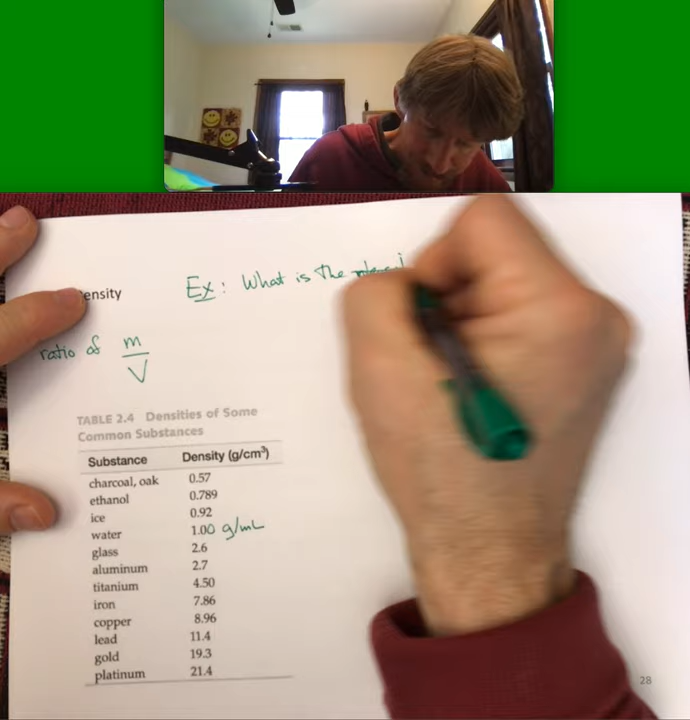 ensity
Ex: What is the
ratio of m
V
TABLE 2.4 Densities of Some
Common Substances
Substance Density (g/cm³)
charcoal, oak 0.57
ethanol 0.789
ice 0.92
water 1.00 g/mL
glass 2.6
aluminum 2.7
titanium 4.50
iron 7.86
copper 8.96
lead 11.4
gold 19.3
platinum 21.4
28